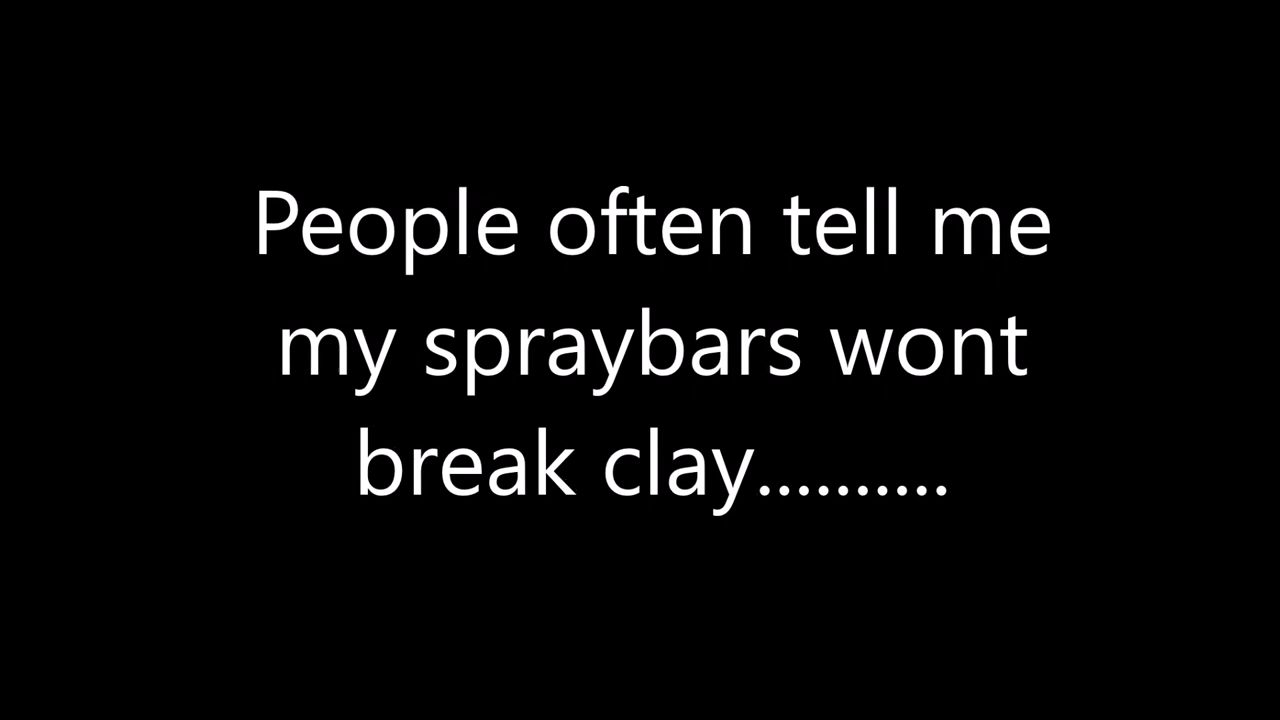 People often tell me
my spraybars wont
break clay..........